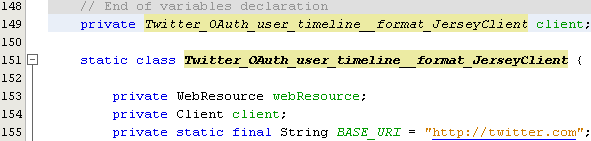 148 // End of variables declaration
149 private Twitter_OAuth_user_timeline__format_JerseyClient client;
150
151 static class Twitter_OAuth_user_timeline__format_JerseyClient {
152
153 private WebResource webResource;
154 private Client client;
155 private static final String BASE_URI = "http://twitter.com";